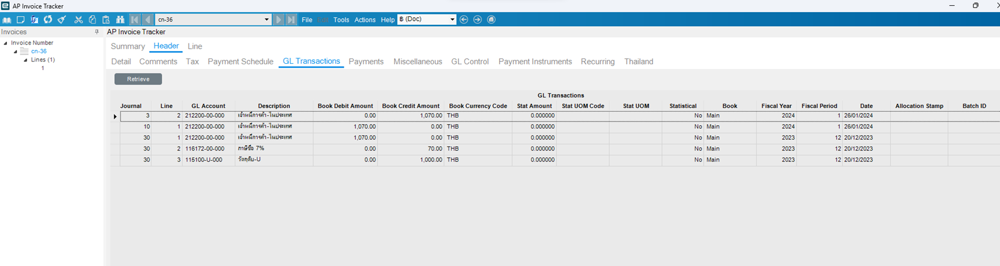 AP Invoice Tracker
cn-36 File Edit Tools Actions Help ฿ (Doc)
Invoices
AP Invoice Tracker
Invoice Number
cn-36
Lines (1)
1
Summary Header Line
Detail Comments Tax Payment Schedule GL Transactions Payments Miscellaneous GL Control Payment Instruments Recurring Thailand
Retrieve
GL Transactions
Journal Line GL Account Description Book Debit Amount Book Credit Amount Book Currency Code Stat Amount Stat UOM Code Stat UOM Statistical Book Fiscal Year Fiscal Period Date Allocation Stamp Batch ID
3 2 212200-00-000 เจ้าหนี้การค้า-ในประเทศ 0.00 1,070.00 THB 0.000000 No Main 2024 1 26/01/2024
10 1 212200-00-000 เจ้าหนี้การค้า-ในประเทศ 1,070.00 0.00 THB 0.000000 No Main 2024 1 26/01/2024
30 1 212200-00-000 เจ้าหนี้การค้า-ในประเทศ 1,070.00 0.00 THB 0.000000 No Main 2023 12 20/12/2023
30 2 116172-00-000 ภาษีซื้อ 7% 0.00 70.00 THB 0.000000 No Main 2023 12 20/12/2023
30 3 115100-U-000 วัตถุดิบ-U 0.00 1,000.00 THB 0.000000 No Main 2023 12 20/12/2023